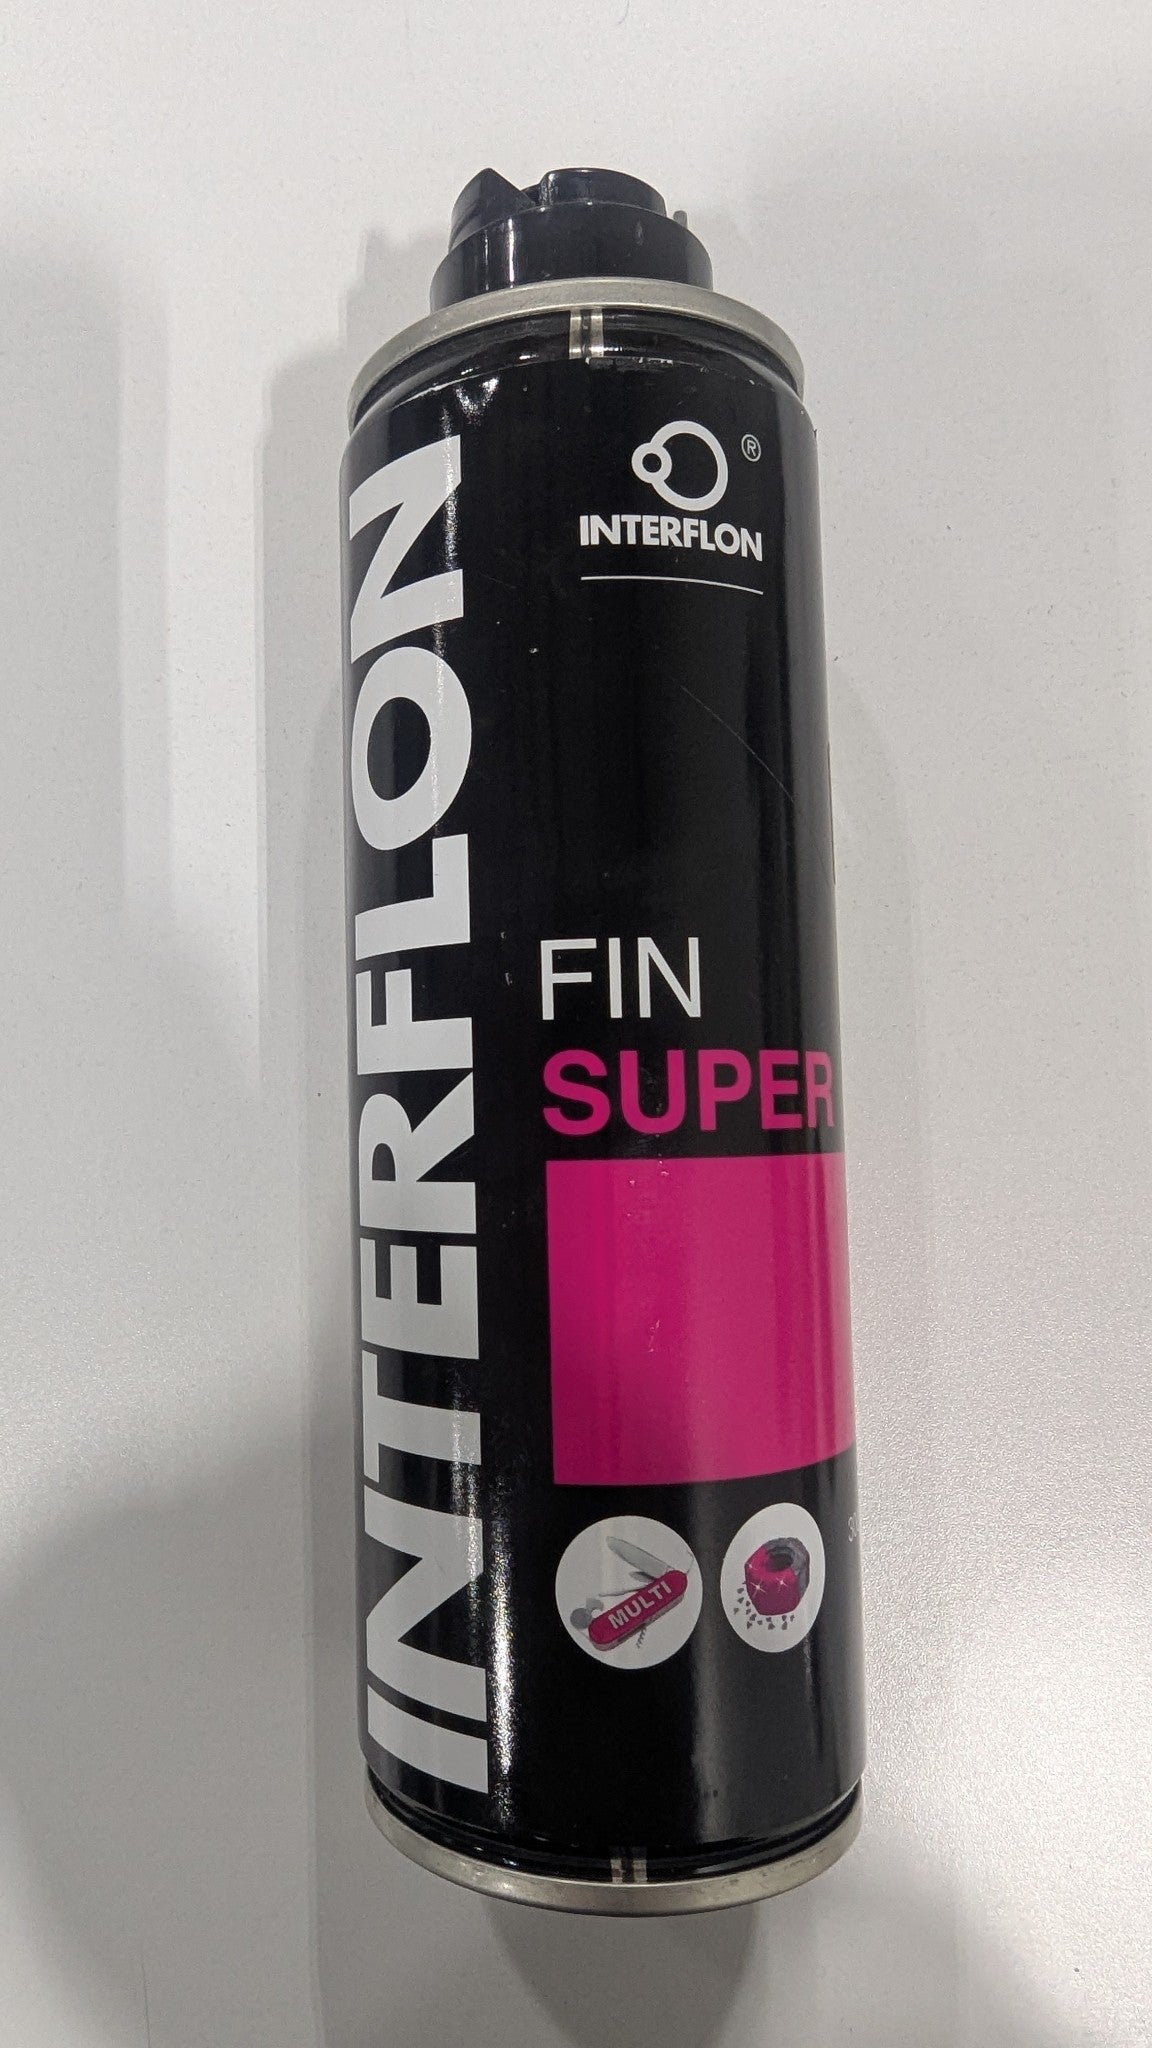 INTERFLON
®
INTERFLON
FIN
SUPER
MULTI